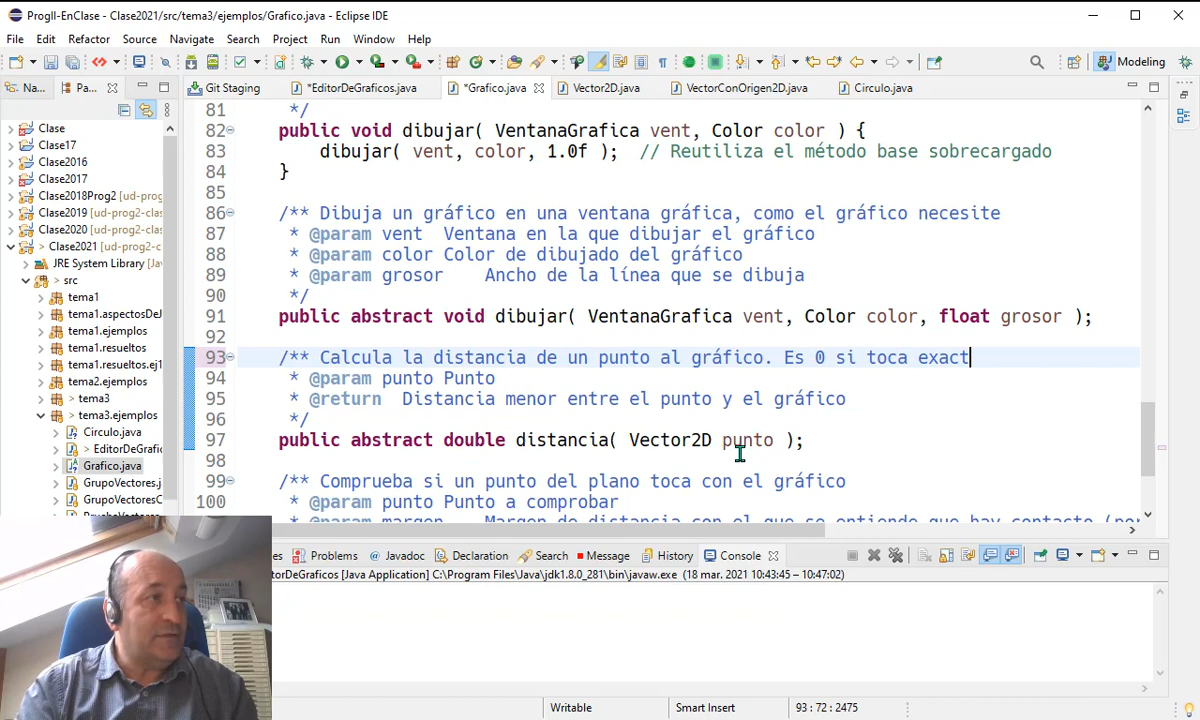 ProgII-EnClase - Clase2021/src/tema3/ejemplos/Grafico.java - Eclipse IDE
File Edit Refactor Source Navigate Search Project Run Window Help
Modeling
Na... Pa... Git Staging *EditorDeGraficos.java *Grafico.java Vector2D.java VectorConOrigen2D.java Circulo.java
Clase
Clase17
Clase2016
Clase2017
Clase2018Prog2 (ud-prog
Clase2019 (ud-prog2-clas
Clase2020 (ud-prog2-clas
> Clase2021 [ud-prog2-c
JRE System Library [Jav
> src
tema1
tema1.aspectosDeJ
tema1.ejemplos
tema1.resueltos
tema1.resueltos.ej1
tema2.ejemplos
> tema3
> tema3.ejemplos
Circulo.java
> EditorDeGrafic
Grafico.java
GrupoVectores.j
GrupoVectoresC
81 */
82 public void dibujar( VentanaGrafica vent, Color color ) {
83 dibujar( vent, color, 1.0f ); // Reutiliza el método base sobrecargado
84 }
85
86 /** Dibuja un gráfico en una ventana gráfica, como el gráfico necesite
87 * @param vent Ventana en la que dibujar el gráfico
88 * @param color Color de dibujado del gráfico
89 * @param grosor Ancho de la línea que se dibuja
90 */
91 public abstract void dibujar( VentanaGrafica vent, Color color, float grosor );
92
93 /** Calcula la distancia de un punto al gráfico. Es 0 si toca exact
94 * @param punto Punto
95 * @return Distancia menor entre el punto y el gráfico
96 */
97 public abstract double distancia( Vector2D punto );
98
99 /** Comprueba si un punto del plano toca con el gráfico
100 * @param punto Punto a comprobar
* @param margen Margen de distancia con el que se entiende que hay contacto (por
es Problems Javadoc Declaration Search Message History Console
torDeGraficos [Java Application] C:\Program Files\Java\jdk1.8.0_281\bin\javaw.exe (18 mar. 2021 10:43:45 – 10:47:02)
Writable Smart Insert 93 : 72 : 2475